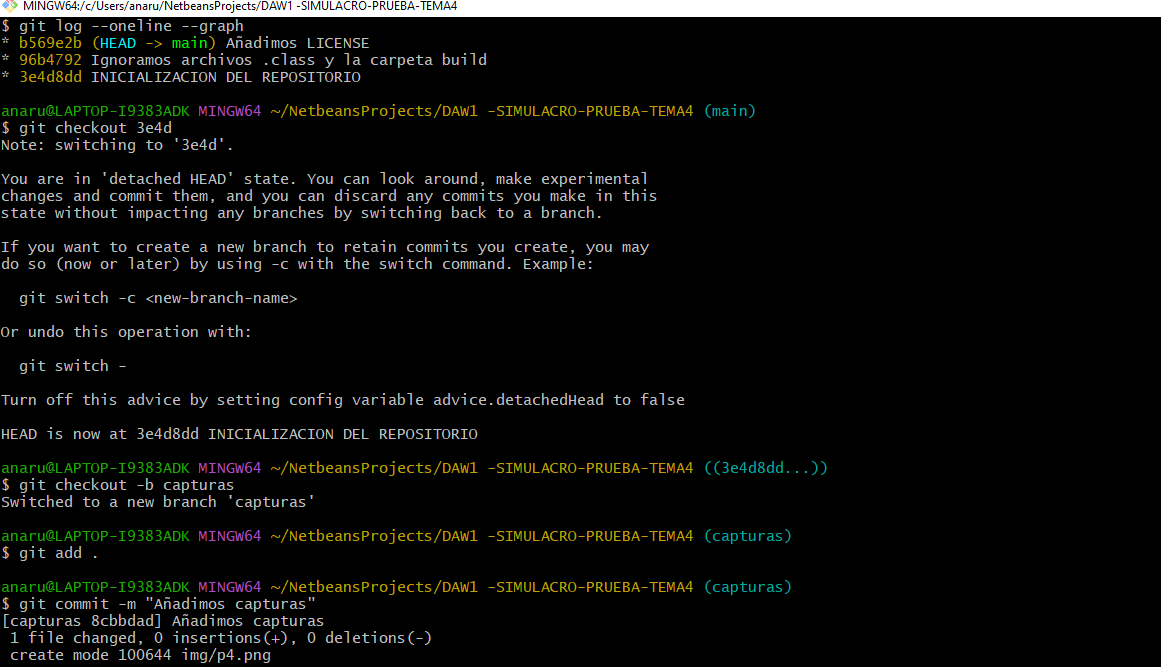 MINGW64:/c/Users/anaru/NetbeansProjects/DAW1 -SIMULACRO-PRUEBA-TEMA4
$ git log --oneline --graph
* b569e2b (HEAD -> main) Añadimos LICENSE
* 96b4792 Ignoramos archivos .class y la carpeta build
* 3e4d8dd INICIALIZACION DEL REPOSITORIO
anaru@LAPTOP-I9383ADK MINGW64 ~/NetbeansProjects/DAW1 -SIMULACRO-PRUEBA-TEMA4 (main)
$ git checkout 3e4d
Note: switching to '3e4d'.
You are in 'detached HEAD' state. You can look around, make experimental
changes and commit them, and you can discard any commits you make in this
state without impacting any branches by switching back to a branch.
If you want to create a new branch to retain commits you create, you may
do so (now or later) by using -c with the switch command. Example:
git switch -c <new-branch-name>
Or undo this operation with:
git switch -
Turn off this advice by setting config variable advice.detachedHead to false
HEAD is now at 3e4d8dd INICIALIZACION DEL REPOSITORIO
anaru@LAPTOP-I9383ADK MINGW64 ~/NetbeansProjects/DAW1 -SIMULACRO-PRUEBA-TEMA4 ((3e4d8dd...))
$ git checkout -b capturas
Switched to a new branch 'capturas'
anaru@LAPTOP-I9383ADK MINGW64 ~/NetbeansProjects/DAW1 -SIMULACRO-PRUEBA-TEMA4 (capturas)
$ git add .
anaru@LAPTOP-I9383ADK MINGW64 ~/NetbeansProjects/DAW1 -SIMULACRO-PRUEBA-TEMA4 (capturas)
$ git commit -m "Añadimos capturas"
[capturas 8cbbdad] Añadimos capturas
1 file changed, 0 insertions(+), 0 deletions(-)
create mode 100644 img/p4.png